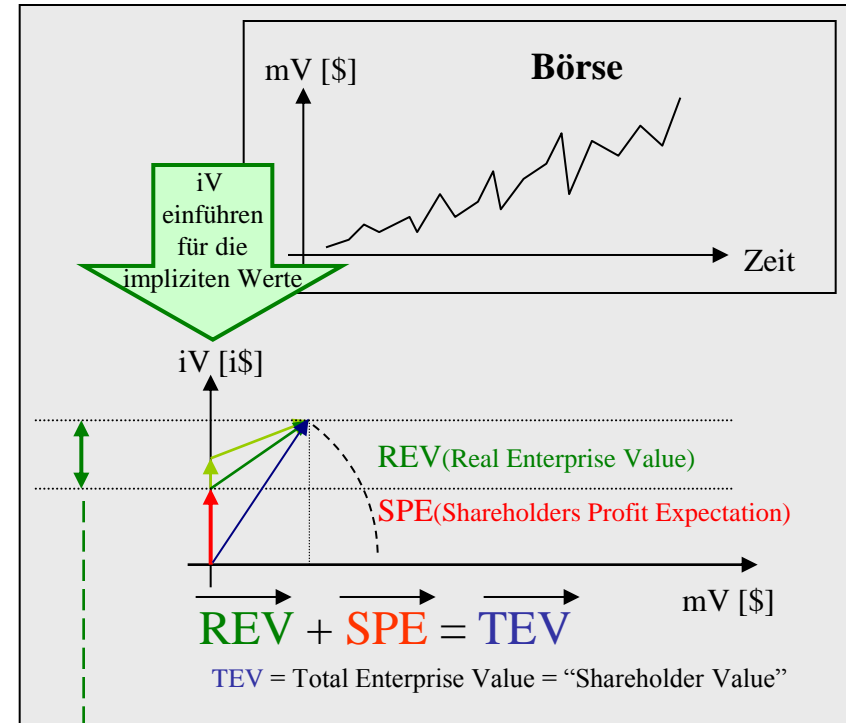 mV [$]
Börse
Zeit
iV
einführen
für die
impliziten Werte
iV [i$]
REV(Real Enterprise Value)
SPE(Shareholders Profit Expectation)
mV [$]
REV + SPE = TEV
TEV = Total Enterprise Value = “Shareholder Value”